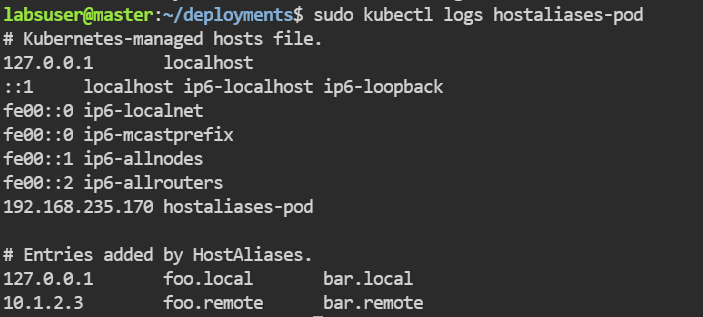 labsuser@master:~/deployments$ sudo kubectl logs hostaliases-pod
# Kubernetes-managed hosts file.
127.0.0.1       localhost
::1     localhost ip6-localhost ip6-loopback
fe00::0 ip6-localnet
fe00::0 ip6-mcastprefix
fe00::1 ip6-allnodes
fe00::2 ip6-allrouters
192.168.235.170 hostaliases-pod

# Entries added by HostAliases.
127.0.0.1       foo.local       bar.local
10.1.2.3        foo.remote      bar.remote